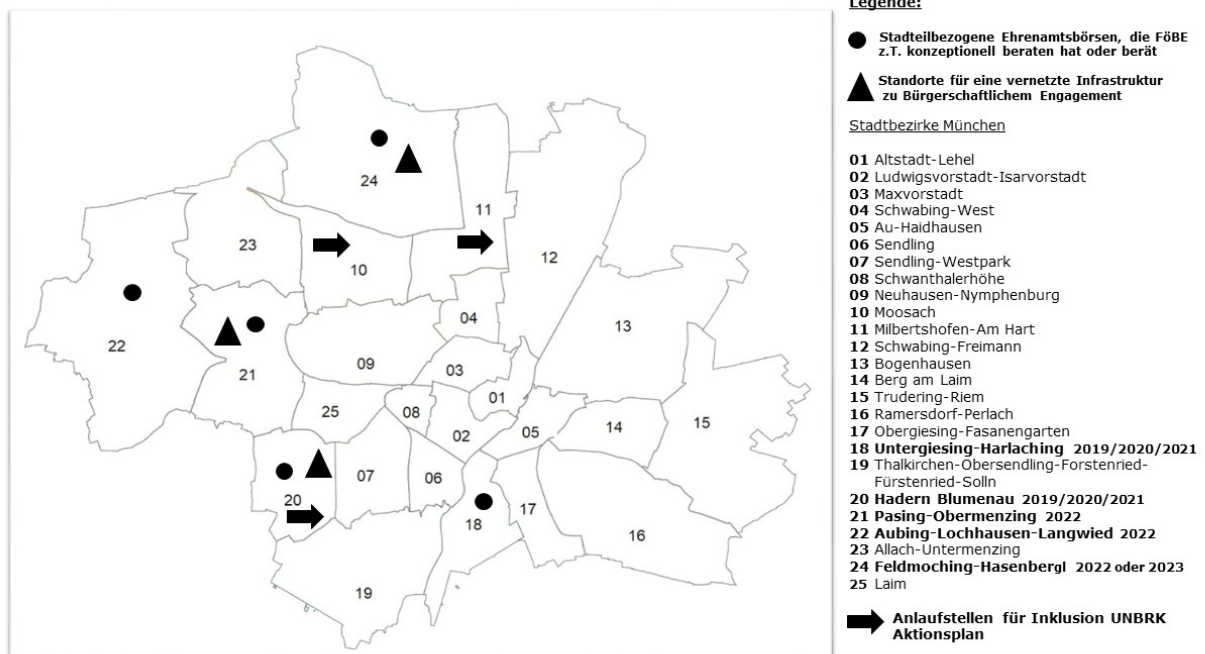 Legende:
Stadteilbezogene Ehrenamtsbörsen, die FöBE
z.T. konzeptionell beraten hat oder berät
Standorte für eine vernetzte Infrastruktur
zu Bürgerschaftlichem Engagement
Stadtbezirke München
01 Altstadt-Lehel
02 Ludwigsvorstadt-Isarvorstadt
03 Maxvorstadt
04 Schwabing-West
05 Au-Haidhausen
06 Sendling
07 Sendling-Westpark
08 Schwanthalerhöhe
09 Neuhausen-Nymphenburg
10 Moosach
11 Milbertshofen-Am Hart
12 Schwabing-Freimann
13 Bogenhausen
14 Berg am Laim
15 Trudering-Riem
16 Ramersdorf-Perlach
17 Obergiesing-Fasanengarten
18 Untergiesing-Harlaching 2019/2020/2021
19 Thalkirchen-Obersendling-Forstenried-
Fürstenried-Solln
20 Hadern Blumenau 2019/2020/2021
21 Pasing-Obermenzing 2022
22 Aubing-Lochhausen-Langwied 2022
23 Allach-Untermenzing
24 Feldmoching-Hasenbergl 2022 oder 2023
25 Laim
Anlaufstellen für Inklusion UNBRK
Aktionsplan
24
11
23
10
12
04
13
22
09
03
21
01
25
08
15
14
05
02
07
06
20
17
18
16
19